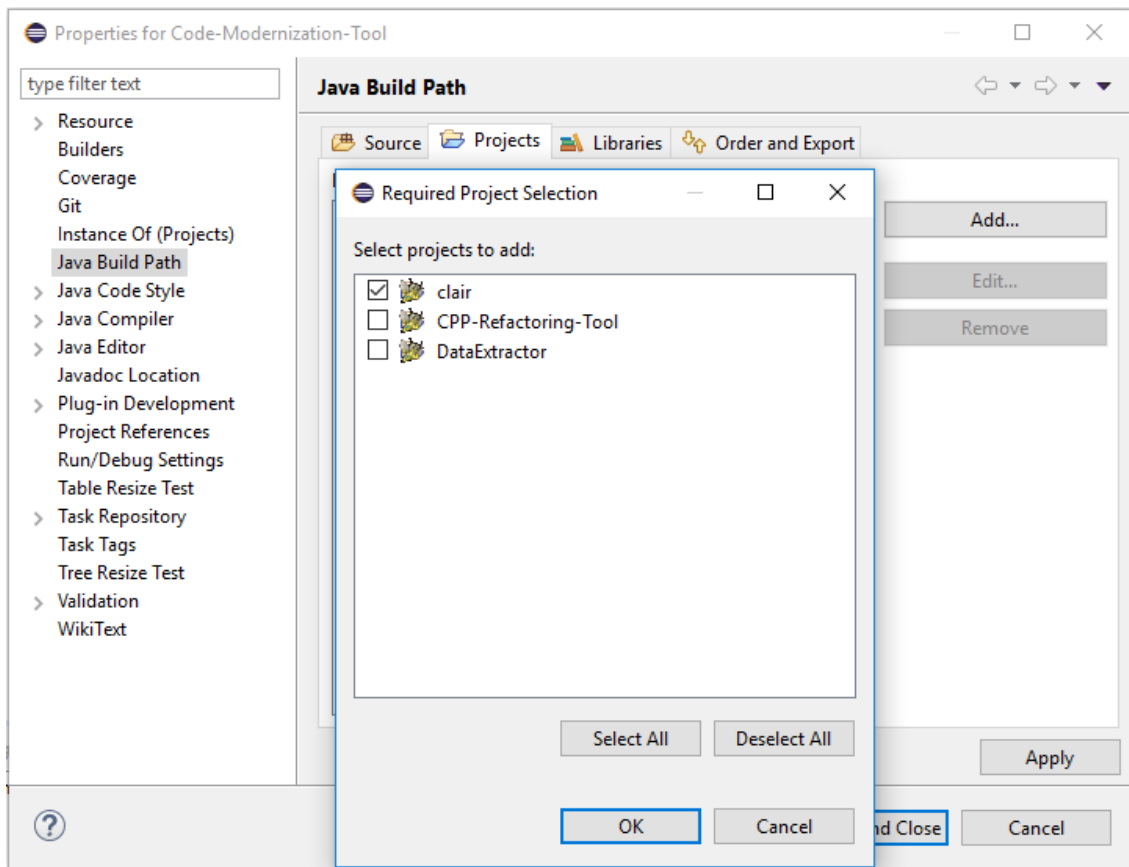 Properties for Code-Modernization-Tool
type filter text
Resource
Builders
Coverage
Git
Instance Of (Projects)
Java Build Path
Java Code Style
Java Compiler
Java Editor
Javadoc Location
Plug-in Development
Project References
Run/Debug Settings
Table Resize Test
Task Repository
Task Tags
Tree Resize Test
Validation
WikiText
Java Build Path
Source Projects Libraries Order and Export
Required Project Selection
Select projects to add:
clair
CPP-Refactoring-Tool
DataExtractor
Select All Deselect All
OK Cancel
Add...
Edit...
Remove
Apply
Close Cancel